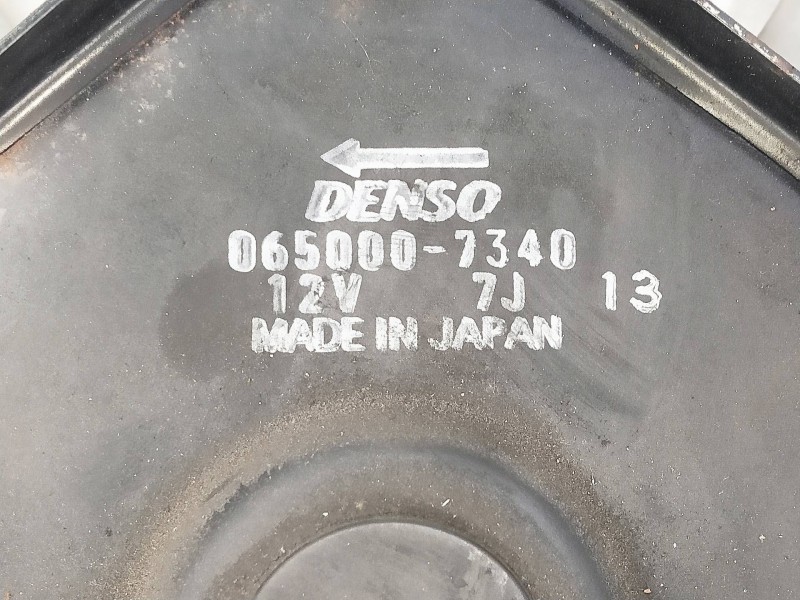 DENSO
065000-7340
12V 7J 13
MADE IN JAPAN